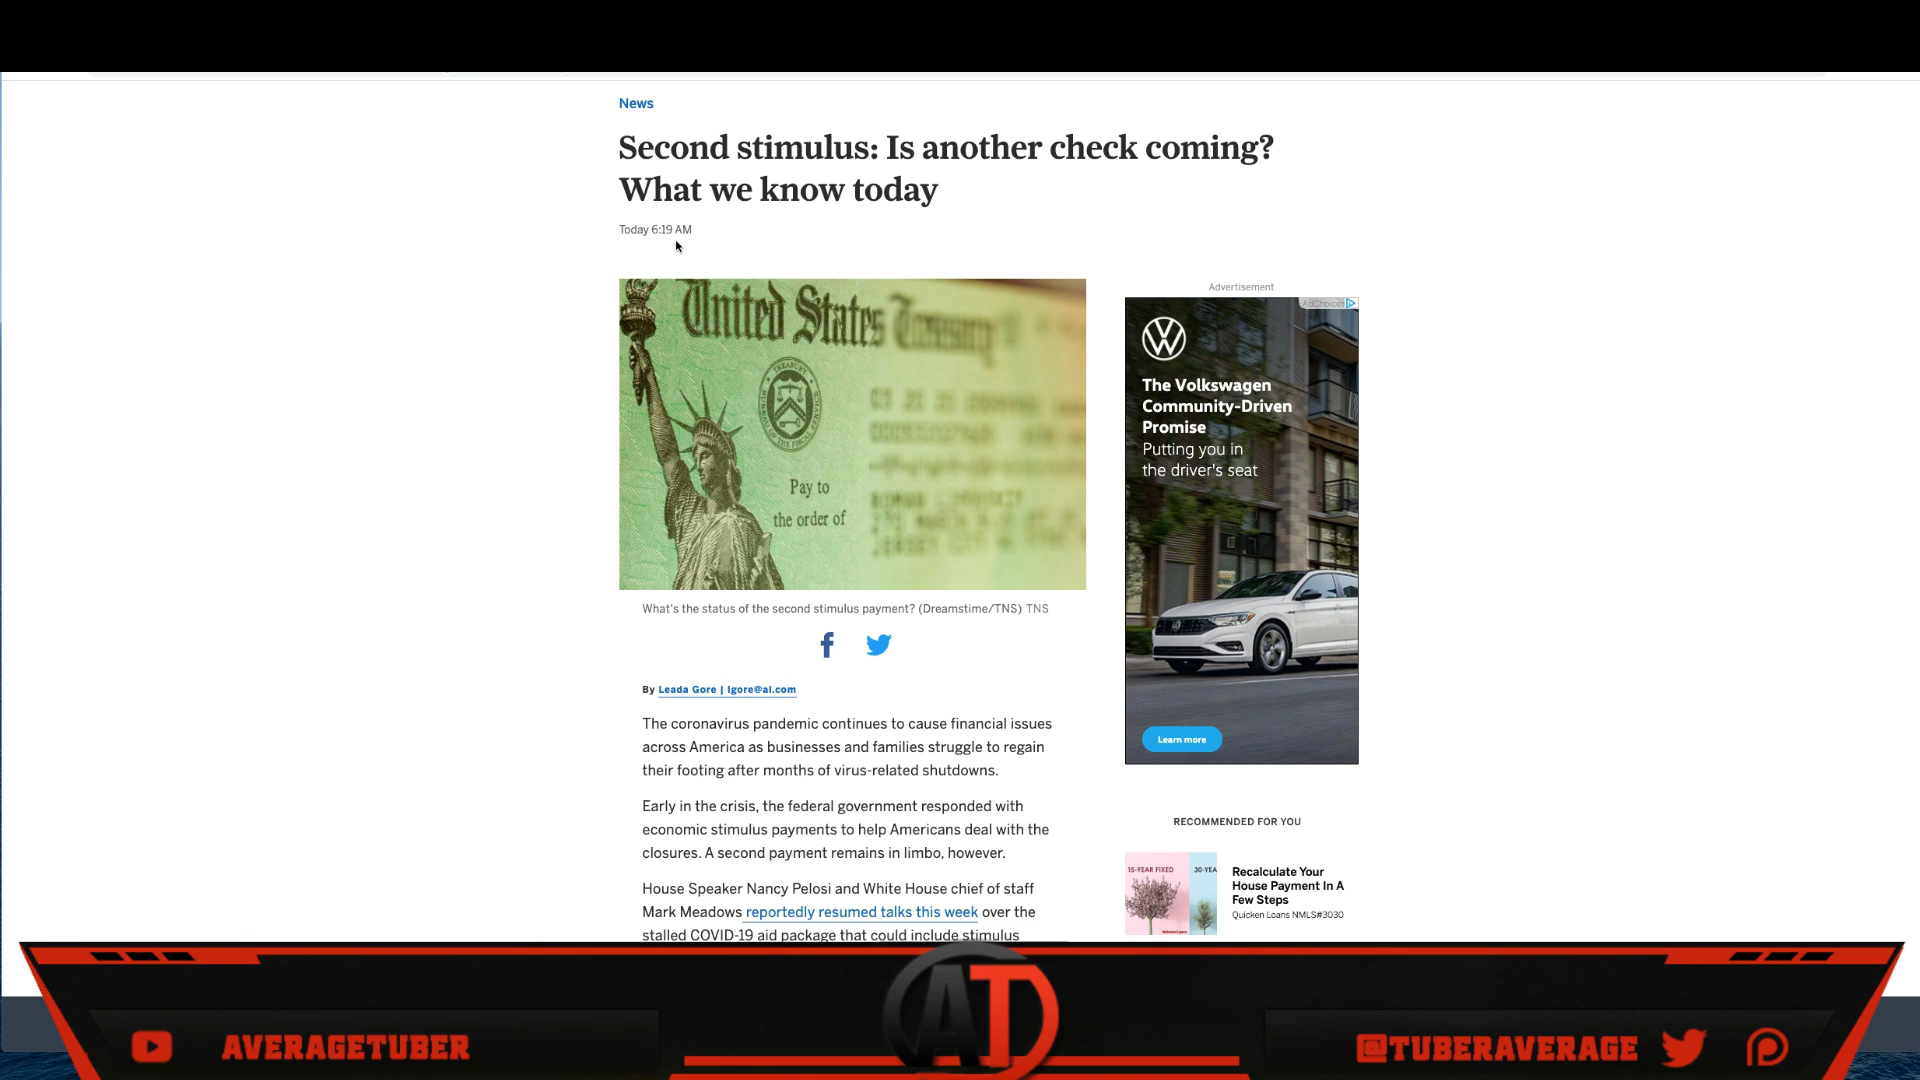 News
Second stimulus: Is another check coming?
What we know today
Today 6:19 AM
United States Treasury
Pay to
the order of
What's the status of the second stimulus payment? (Dreamstime/TNS) TNS
By Leada Gore | lgore@al.com
The coronavirus pandemic continues to cause financial issues
across America as businesses and families struggle to regain
their footing after months of virus-related shutdowns.
Early in the crisis, the federal government responded with
economic stimulus payments to help Americans deal with the
closures. A second payment remains in limbo, however.
House Speaker Nancy Pelosi and White House chief of staff
Mark Meadows reportedly resumed talks this week over the
stalled COVID-19 aid package that could include stimulus
Advertisement
AdChoices
The Volkswagen
Community-Driven
Promise
Putting you in
the driver's seat
Learn more
RECOMMENDED FOR YOU
15-YEAR FIXED
30-YEA
Recalculate Your
House Payment In A
Few Steps
Quicken Loans NMLS#3030
AVERAGETUBER
AT
@TUBERAVERAGE